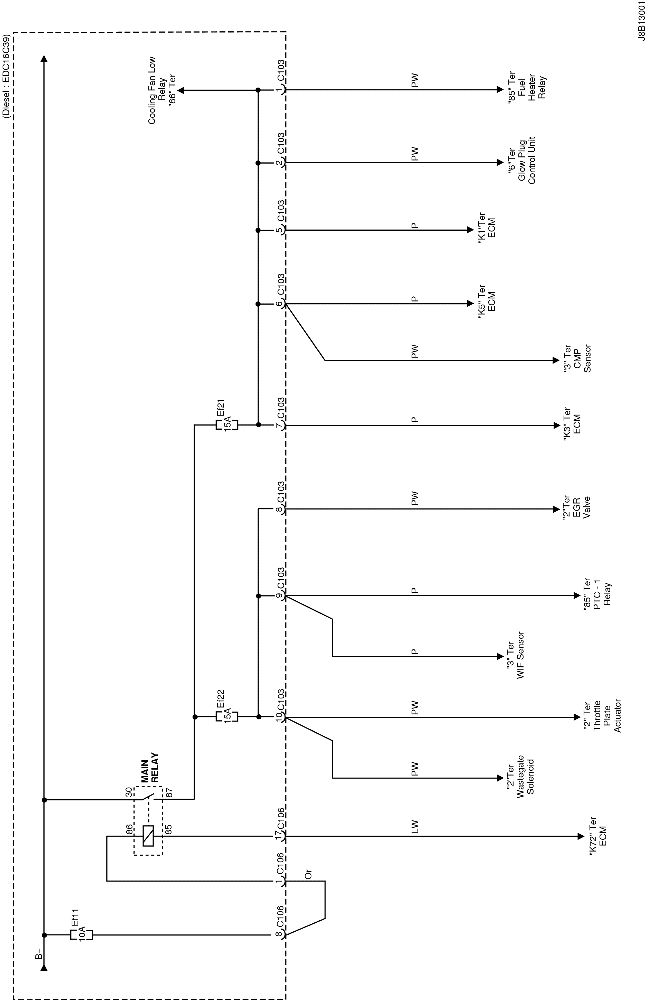 J8B13001
(Diesel : EDC16C39)
B-
Ef11
10A
8
C106
Or
1
C106
30
87
86
85
MAIN
RELAY
17
C106
LW
"K72" Ter
ECM
Ef22
15A
10
C103
PW
"2"Ter
Wastegate
Solenoid
PW
"2" Ter
Throttle
Plate
Actuator
9
C103
P
"3" Ter
WIF Sensor
P
"85" Ter
PTC - 1
Relay
8
C103
PW
"2"Ter
EGR
Valve
Ef21
15A
7
C103
P
"K3" Ter
ECM
6
C103
PW
"3" Ter
CMP
Sensor
P
"K5" Ter
ECM
5
C103
P
"K1"Ter
ECM
2
C103
PW
"6"Ter
Glow Plug
Control Unit
1
C103
PW
"85" Ter
Fuel
Heater
Relay
Cooling Fan Low
Relay
"86" Ter